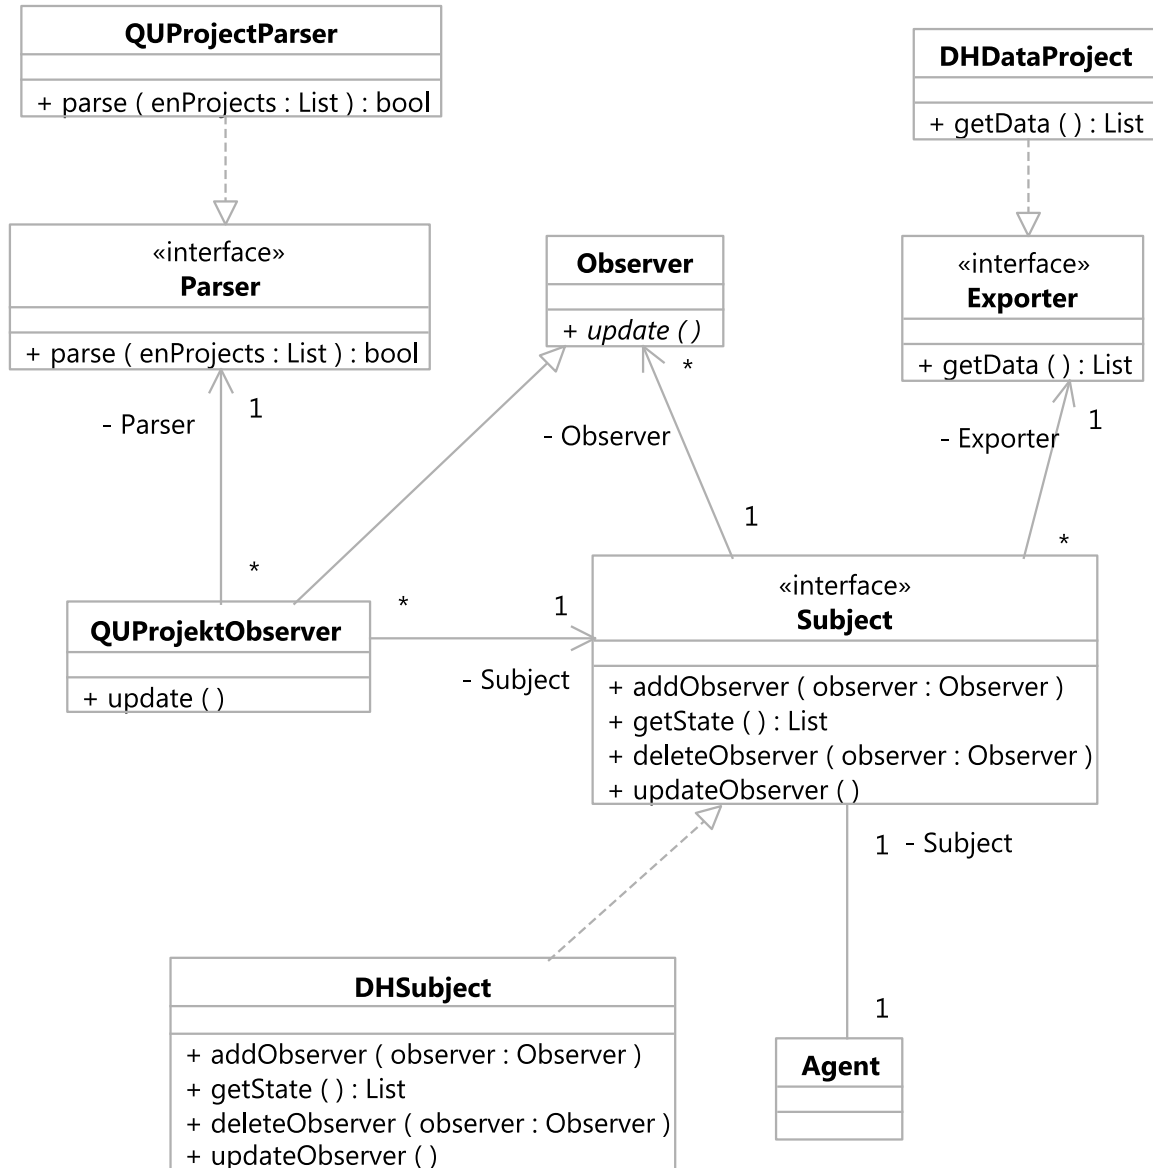 QUProjectParser
+ parse ( enProjects : List ) : bool
DHDataProject
+ getData ( ) : List
«interface»
Parser
+ parse ( enProjects : List ) : bool
Observer
+ update ( )
«interface»
Exporter
+ getData ( ) : List
- Parser
1
*
- Observer
- Exporter
1
1
*
*
QUProjektObserver
+ update ( )
*
1
- Subject
«interface»
Subject
+ addObserver ( observer : Observer )
+ getState ( ) : List
+ deleteObserver ( observer : Observer )
+ updateObserver ( )
1
- Subject
DHSubject
+ addObserver ( observer : Observer )
+ getState ( ) : List
+ deleteObserver ( observer : Observer )
+ updateObserver ( )
1
Agent